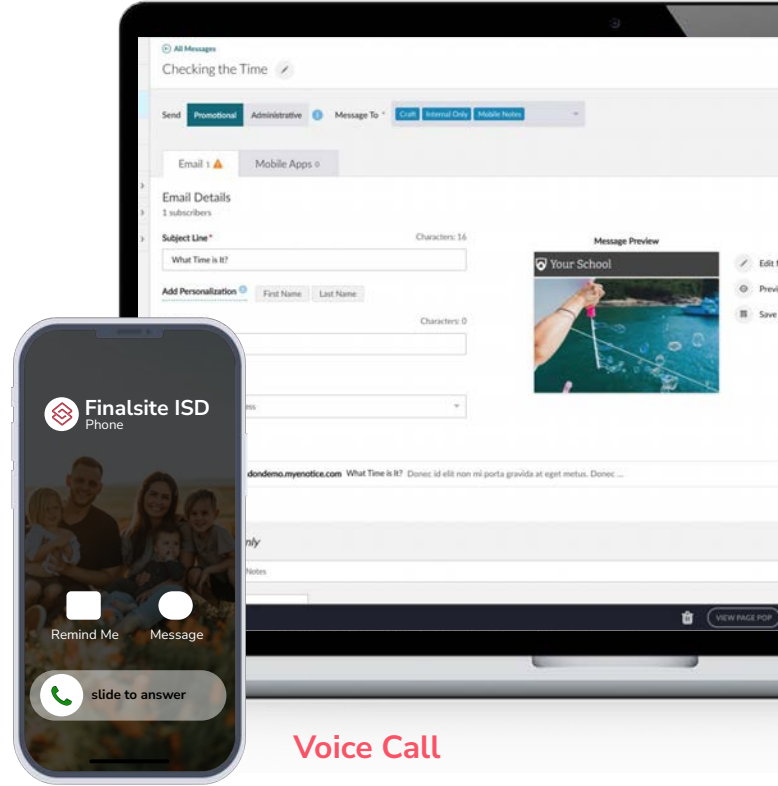 All Messages
Checking the Time
Send Promotional Administrative Message To * Craft Internal Only Mobile Notes
Email 1 Mobile Apps 0
Email Details
1 subscribers
Subject Line* Characters: 16
What Time is It?
Message Preview
Your School
Edit
Add Personalization First Name Last Name
Previ
Save
Characters: 0
ess
dondemo.myenotice.com What Time is It? Donec id elit non mi porta gravida at eget metus. Donec ...
nly
Notes
VIEW PAGE POP
Finalsite ISD
Phone
Remind Me Message
slide to answer
Voice Call